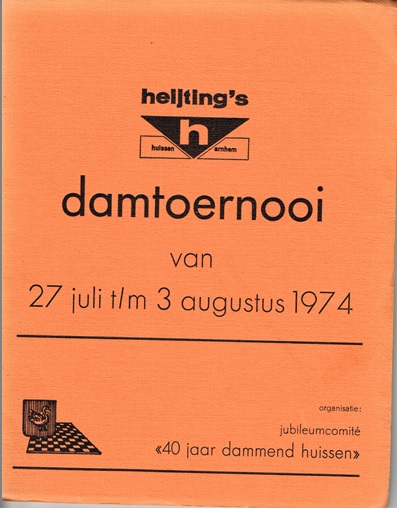 heijting's
h
huissen arnhem
damtoernooi
van
27 juli t/m 3 augustus 1974
organisatie:
jubileumcomité
«40 jaar dammend huissen»